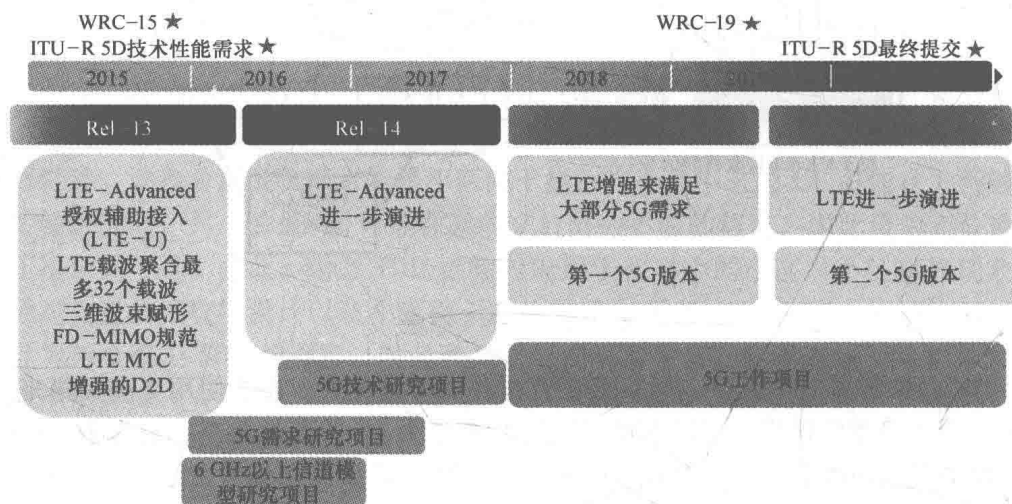 WRC-15 ★
WRC-19 ★
ITU-R 5D技术性能需求 ★
ITU-R 5D最终提交 ★
2015
2016
2017
2018
Rel-13
Rel-14
LTE-Advanced
授权辅助接入
(LTE-U)
LTE载波聚合最
多32个载波
三维波束赋形
FD-MIMO规范
LTE MTC
增强的D2D
LTE-Advanced
进一步演进
LTE增强来满足
大部分5G需求
LTE进一步演进
第一个5G版本
第二个5G版本
5G技术研究项目
5G工作项目
5G需求研究项目
6 GHz以上信道模
型研究项目